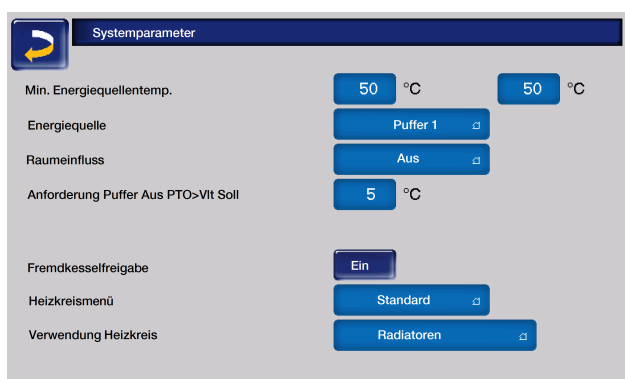 Systemparameter
Min. Energiequellentemp. 50 °C 50 °C
Energiequelle Puffer 1
Raumeinfluss Aus
Anforderung Puffer Aus PTO>Vlt Soll 5 °C
Fremdkesselfreigabe Ein
Heizkreismenü Standard
Verwendung Heizkreis Radiatoren